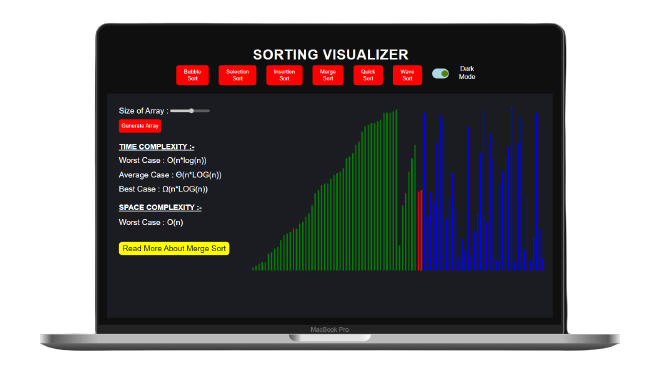 SORTING VISUALIZER
Bubble
Sort
Selection
Sort
Insertion
Sort
Merge
Sort
Quick
Sort
Wave
Sort
Dark
Mode
Size of Array :
Generate Array
TIME COMPLEXITY :-
Worst Case : O(n*log(n))
Average Case : Θ(n*LOG(n))
Best Case : Ω(n*LOG(n))
SPACE COMPLEXITY :-
Worst Case : O(n)
Read More About Merge Sort
MacBook Pro